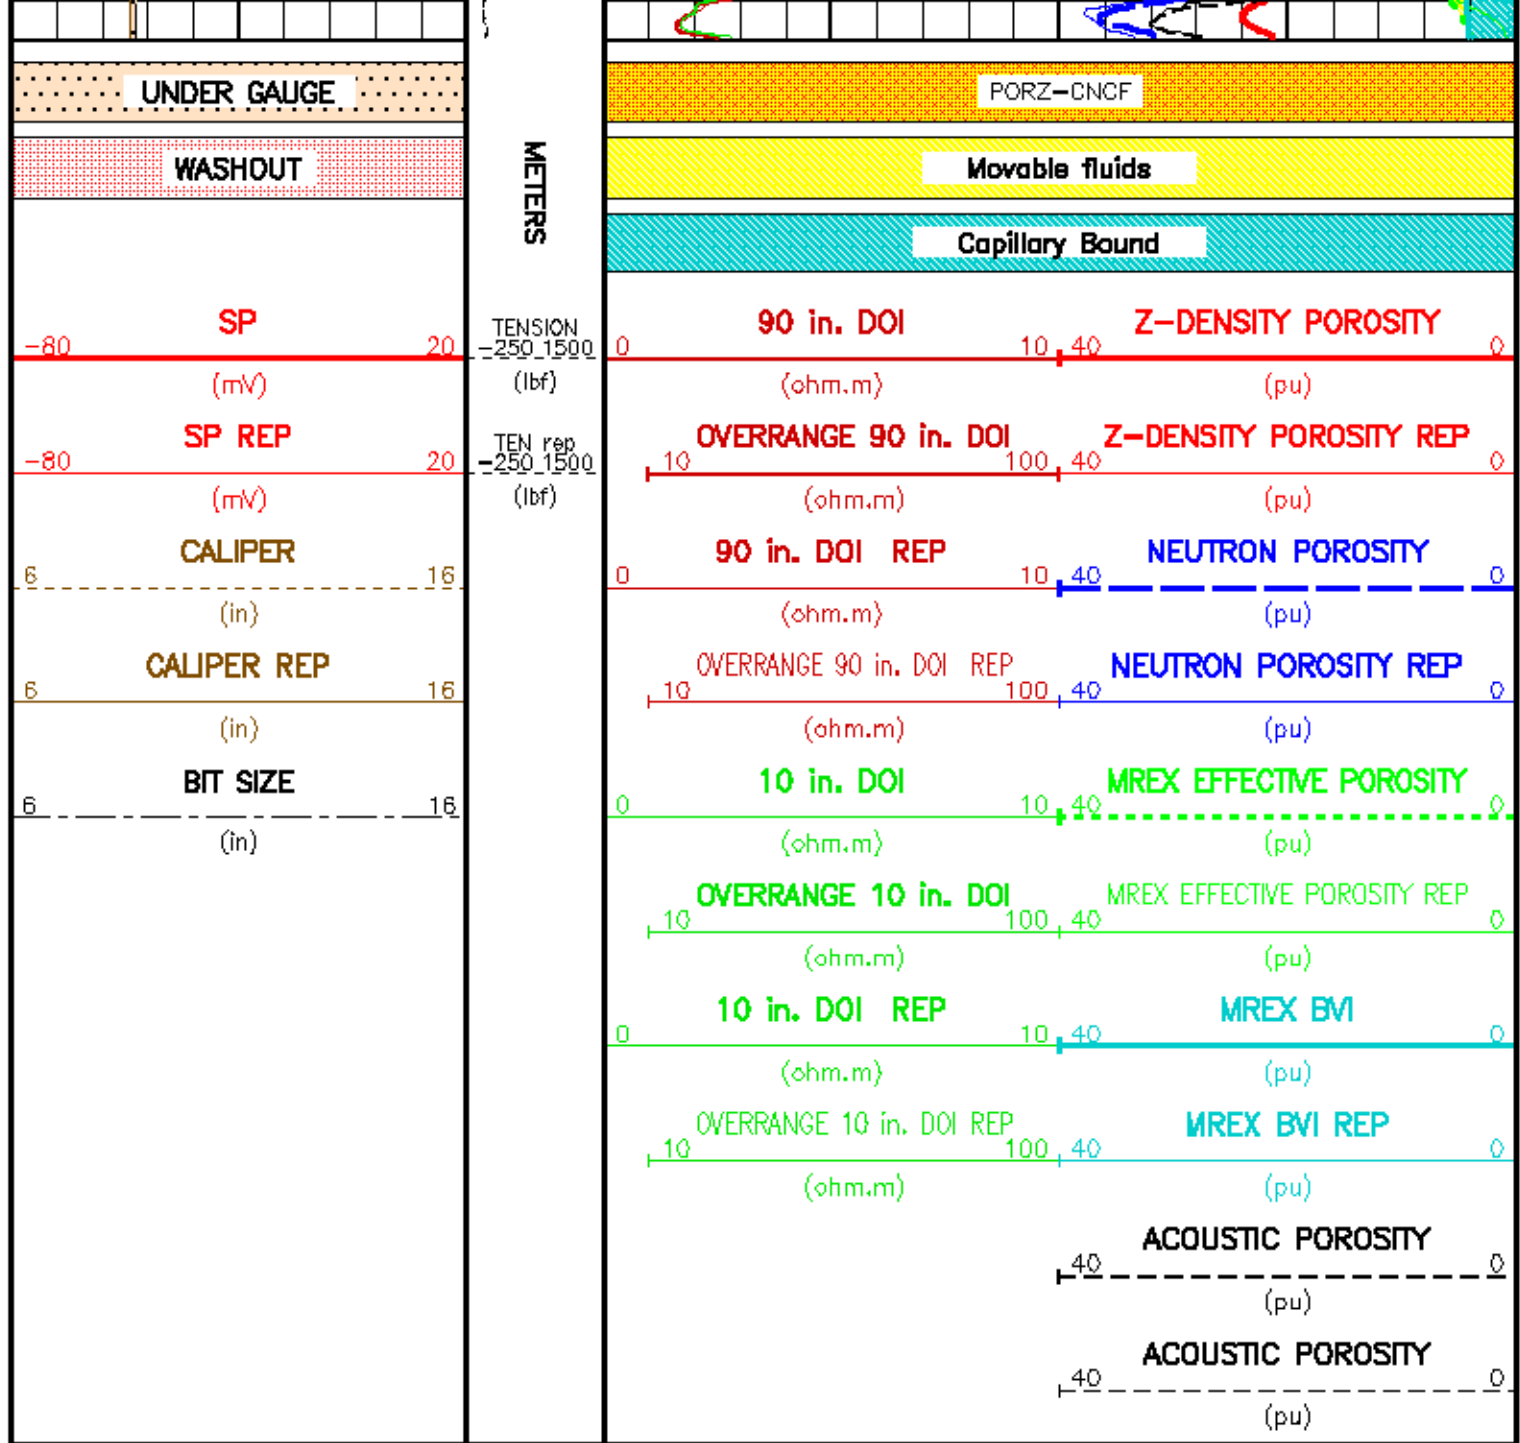 UNDER GAUGE
WASHOUT
SP
-80 20
(mV)
SP REP
-80 20
(mV)
CALIPER
6 16
(in)
CALIPER REP
6 16
(in)
BIT SIZE
6 16
(in)
METERS
TENSION
-250 1500
(lbf)
TEN rep
-250 1500
(lbf)
PORZ-CNCF
Movable fluids
Capillary Bound
90 in. DOI
0 10
(ohm.m)
OVERRANGE 90 in. DOI
10 100
(ohm.m)
90 in. DOI REP
0 10
(ohm.m)
OVERRANGE 90 in. DOI REP
10 100
(ohm.m)
10 in. DOI
0 10
(ohm.m)
OVERRANGE 10 in. DOI
10 100
(ohm.m)
10 in. DOI REP
0 10
(ohm.m)
OVERRANGE 10 in. DOI REP
10 100
(ohm.m)
Z-DENSITY POROSITY
40 0
(pu)
Z-DENSITY POROSITY REP
40 0
(pu)
NEUTRON POROSITY
40 0
(pu)
NEUTRON POROSITY REP
40 0
(pu)
MREX EFFECTIVE POROSITY
40 0
(pu)
MREX EFFECTIVE POROSITY REP
40 0
(pu)
MREX BVI
40 0
(pu)
MREX BVI REP
40 0
(pu)
ACOUSTIC POROSITY
40 0
(pu)
ACOUSTIC POROSITY
40 0
(pu)